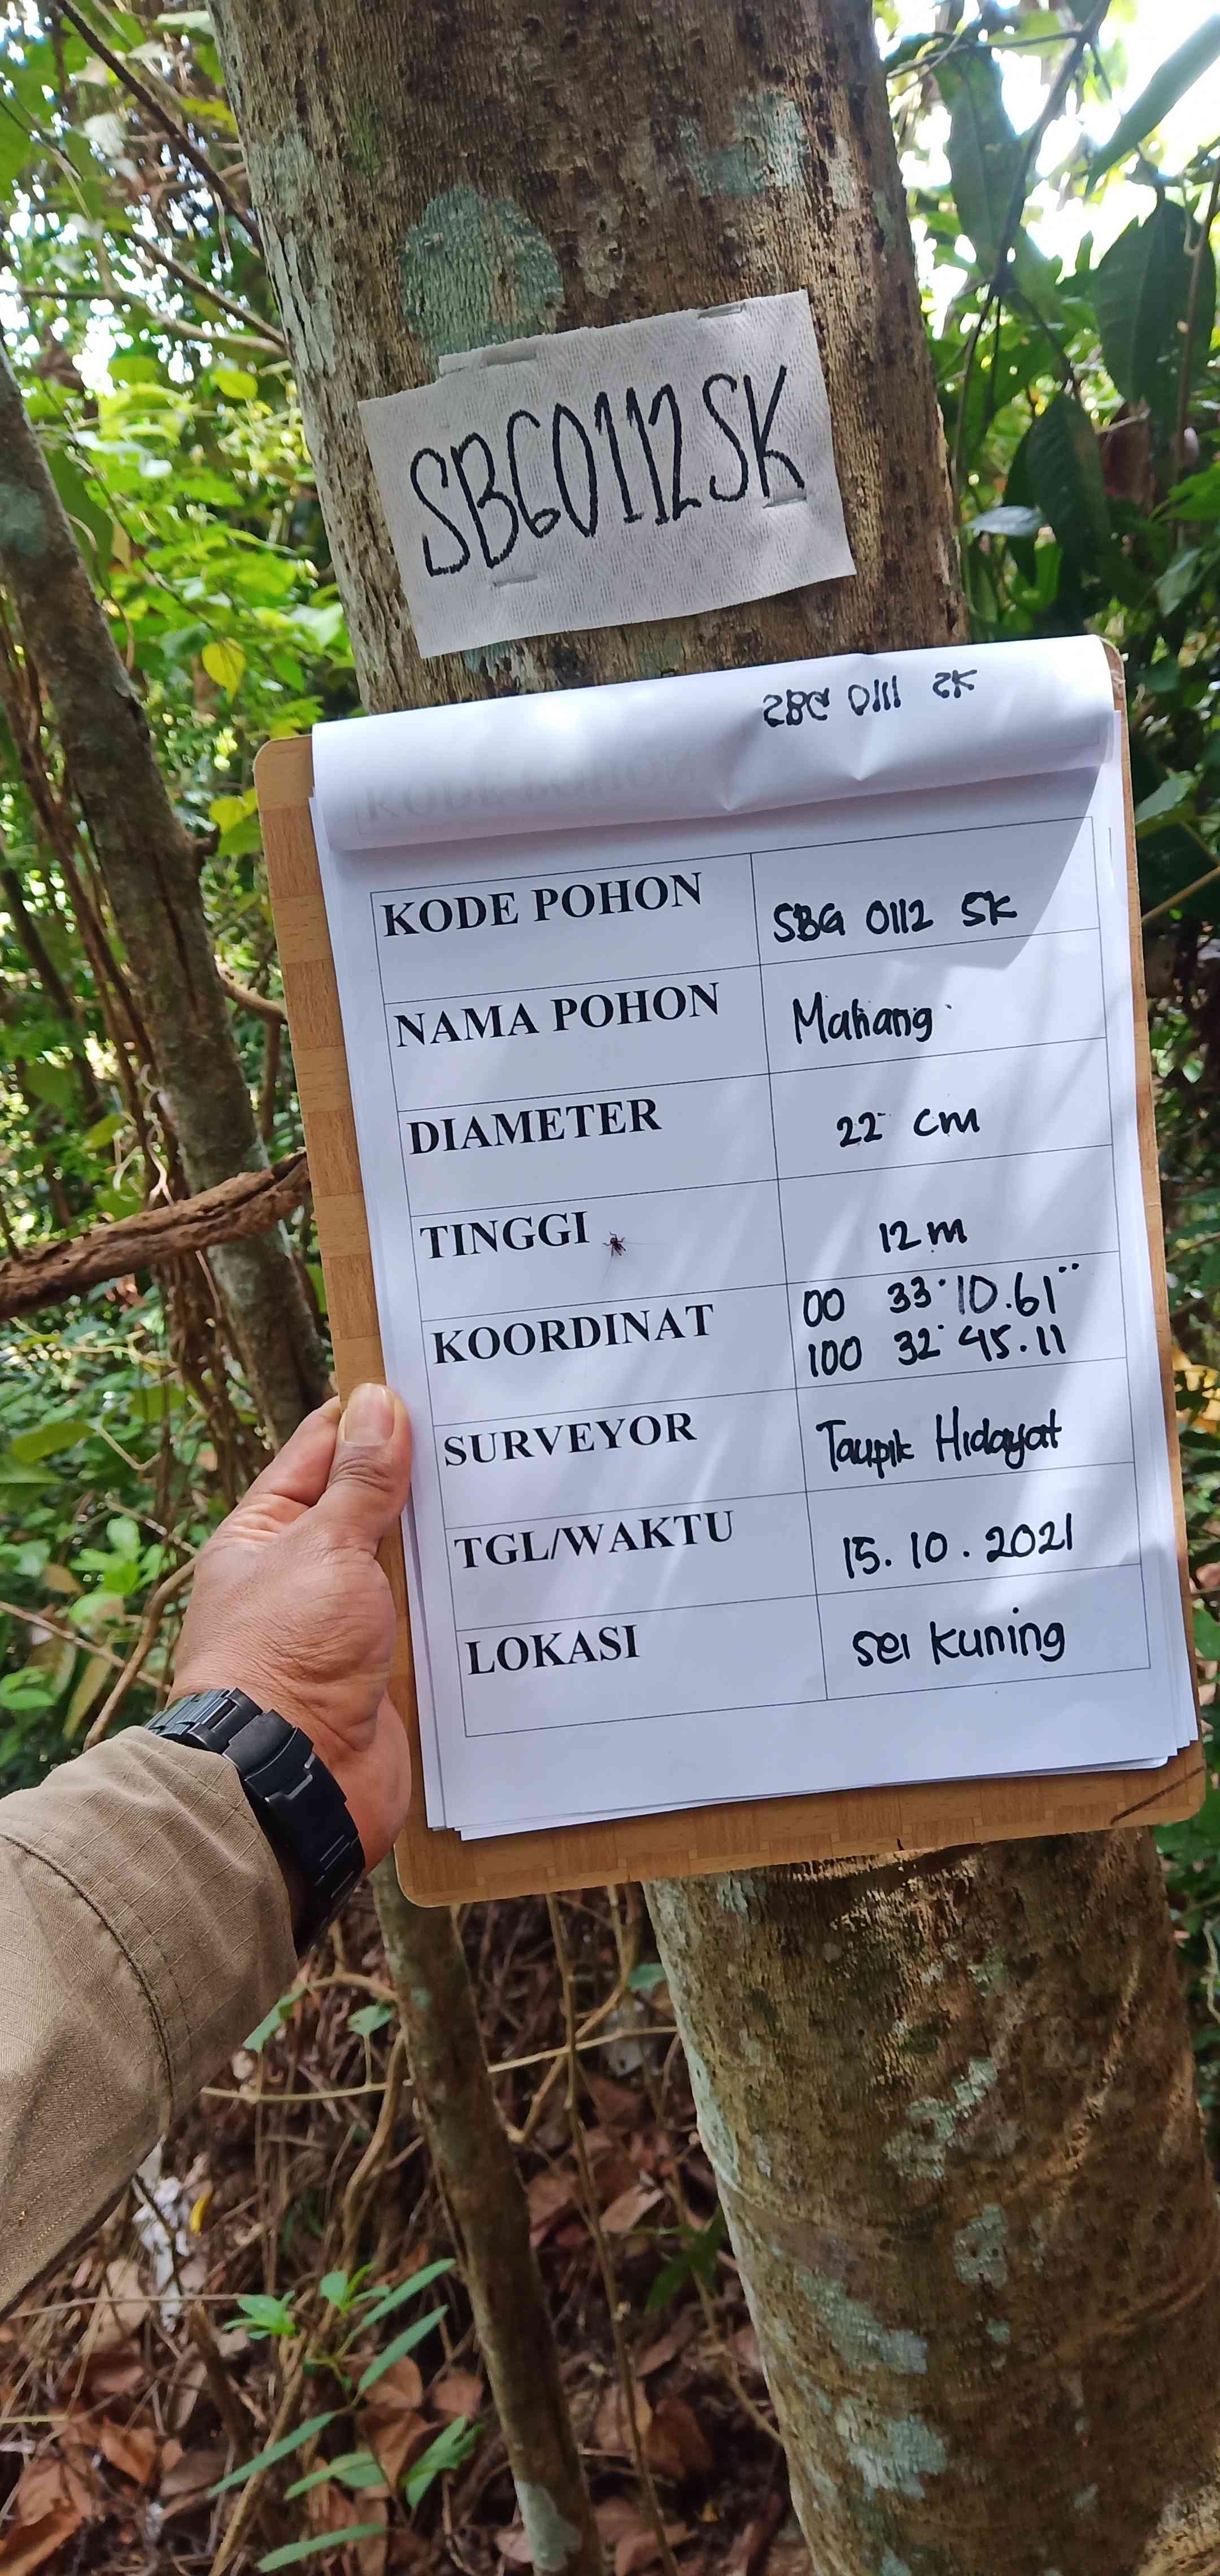 SBG0112SK
SBG 0111 SK
KODE POHON
KODE POHON SBG 0112 SK
NAMA POHON Mahang
DIAMETER 22 cm
TINGGI 12 m
KOORDINAT 00 33' 10.61"
100 32' 45.11
SURVEYOR Taupik Hidayat
TGL/WAKTU 15.10.2021
LOKASI sei kuning